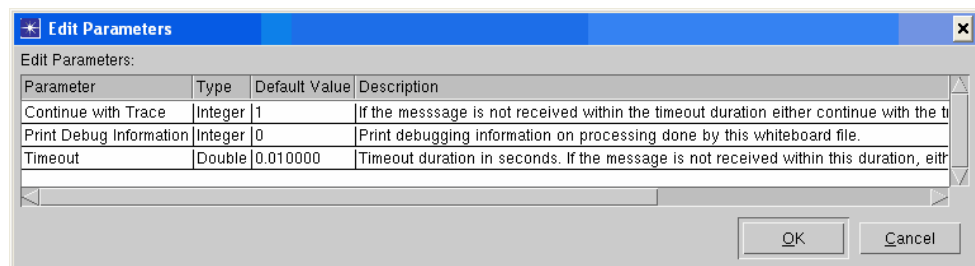 Edit Parameters
Edit Parameters:
Parameter Type Default Value Description
Continue with Trace Integer 1 If the messsage is not received within the timeout duration either continue with the
Print Debug Information Integer 0 Print debugging information on processing done by this whiteboard file.
Timeout Double 0.010000 Timeout duration in seconds. If the message is not received within this duration,
OK Cancel